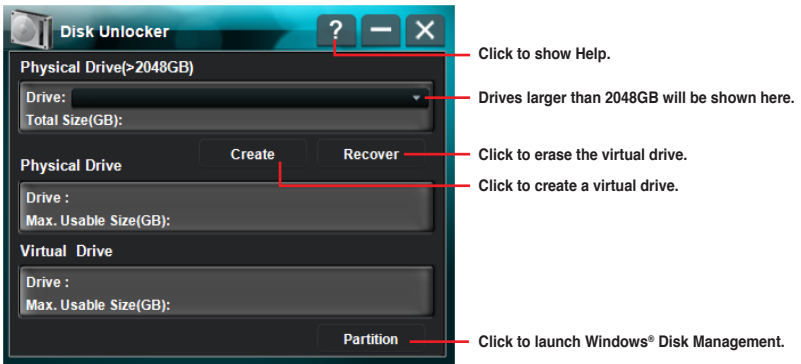 Disk Unlocker
?
Click to show Help.
Physical Drive(>2048GB)
Drive:
Drives larger than 2048GB will be shown here.
Total Size(GB):
Create
Recover
Click to erase the virtual drive.
Physical Drive
Click to create a virtual drive.
Drive :
Max. Usable Size(GB):
Virtual Drive
Drive :
Max. Usable Size(GB):
Partition
Click to launch Windows® Disk Management.